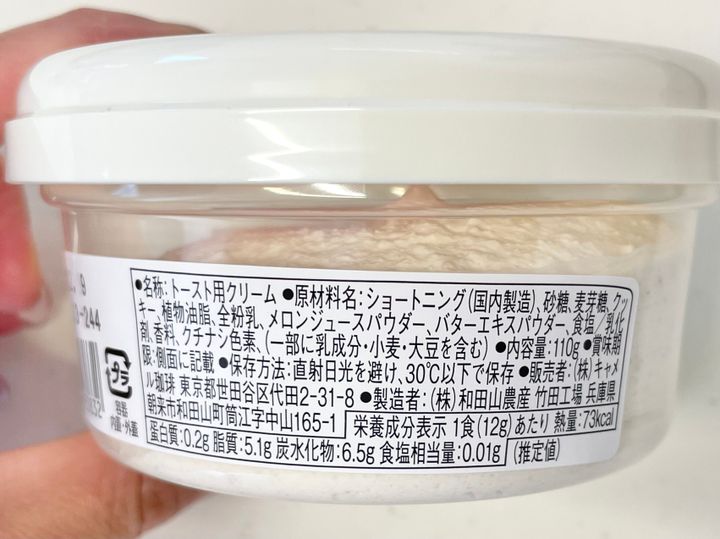 ●名称:トースト用クリーム ●原材料名:ショートニング(国内製造)、砂糖、麦芽糖、クッ
キー、植物油脂、全粉乳、メロンジュースパウダー、バターエキスパウダー、食塩/乳化
剤、香料、クチナシ色素、(一部に乳成分・小麦・大豆を含む) ●内容量:110g ●賞味期
限:側面に記載 ●保存方法:直射日光を避け、30℃以下で保存 ●販売者:(株)キャメ
ル珈琲 東京都世田谷区代田2-31-8 ●製造者:(株)和田山農産 竹田工場 兵庫県
朝来市和田山町筒江字中山165-1
栄養成分表示 1食(12g)あたり 熱量:73kcal
蛋白質:0.2g 脂質:5.1g 炭水化物:6.5g 食塩相当量:0.01g (推定値)
-244
プラ
容器
内蓋・外蓋